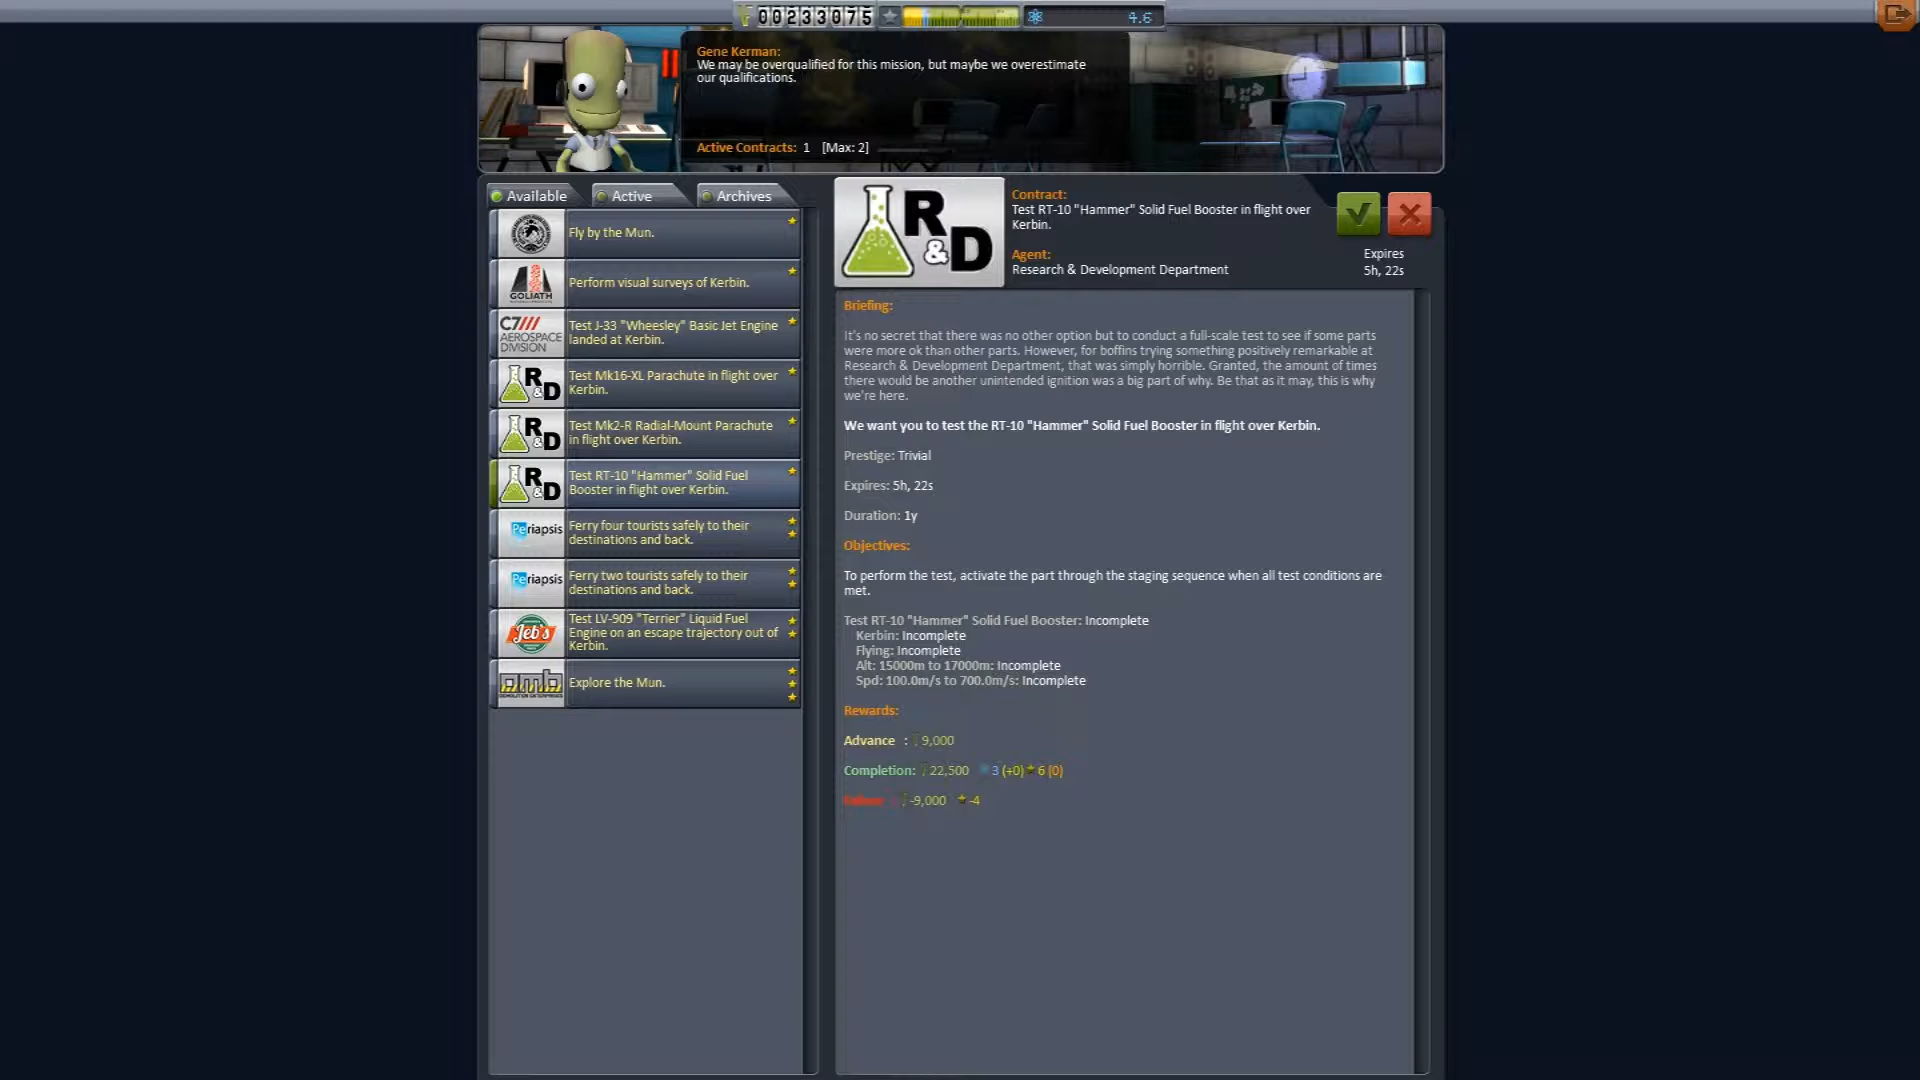 00233075
4.6
Gene Kerman:
We may be overqualified for this mission, but maybe we overestimate
our qualifications.
Active Contracts: 1 [Max: 2]
Available
Active
Archives
Fly by the Mun.
GOLIATH
Perform visual surveys of Kerbin.
C7///
AEROSPACE
DIVISION
Test J-33 "Wheesley" Basic Jet Engine
landed at Kerbin.
R&D
Test Mk16-XL Parachute in flight over
Kerbin.
R&D
Test Mk2-R Radial-Mount Parachute
in flight over Kerbin.
R&D
Test RT-10 "Hammer" Solid Fuel
Booster in flight over Kerbin.
Periapsis
Ferry four tourists safely to their
destinations and back.
Periapsis
Ferry two tourists safely to their
destinations and back.
Jeb's
Test LV-909 "Terrier" Liquid Fuel
Engine on an escape trajectory out of
Kerbin.
omb
Explore the Mun.
R&D
Contract:
Test RT-10 "Hammer" Solid Fuel Booster in flight over
Kerbin.
Agent:
Research & Development Department
Expires
5h, 22s
Briefing:
It's no secret that there was no other option but to conduct a full-scale test to see if some parts
were more ok than other parts. However, for boffins trying something positively remarkable at
Research & Development Department, that was simply horrible. Granted, the amount of times
there would be another unintended ignition was a big part of why. Be that as it may, this is why
we're here.
We want you to test the RT-10 "Hammer" Solid Fuel Booster in flight over Kerbin.
Prestige: Trivial
Expires: 5h, 22s
Duration: 1y
Objectives:
To perform the test, activate the part through the staging sequence when all test conditions are
met.
Test RT-10 "Hammer" Solid Fuel Booster: Incomplete
Kerbin: Incomplete
Flying: Incomplete
Alt: 15000m to 17000m: Incomplete
Spd: 100.0m/s to 700.0m/s: Incomplete
Rewards:
Advance : 9,000
Completion: 22,500 3 (+0) 6 (0)
-9,000 -4